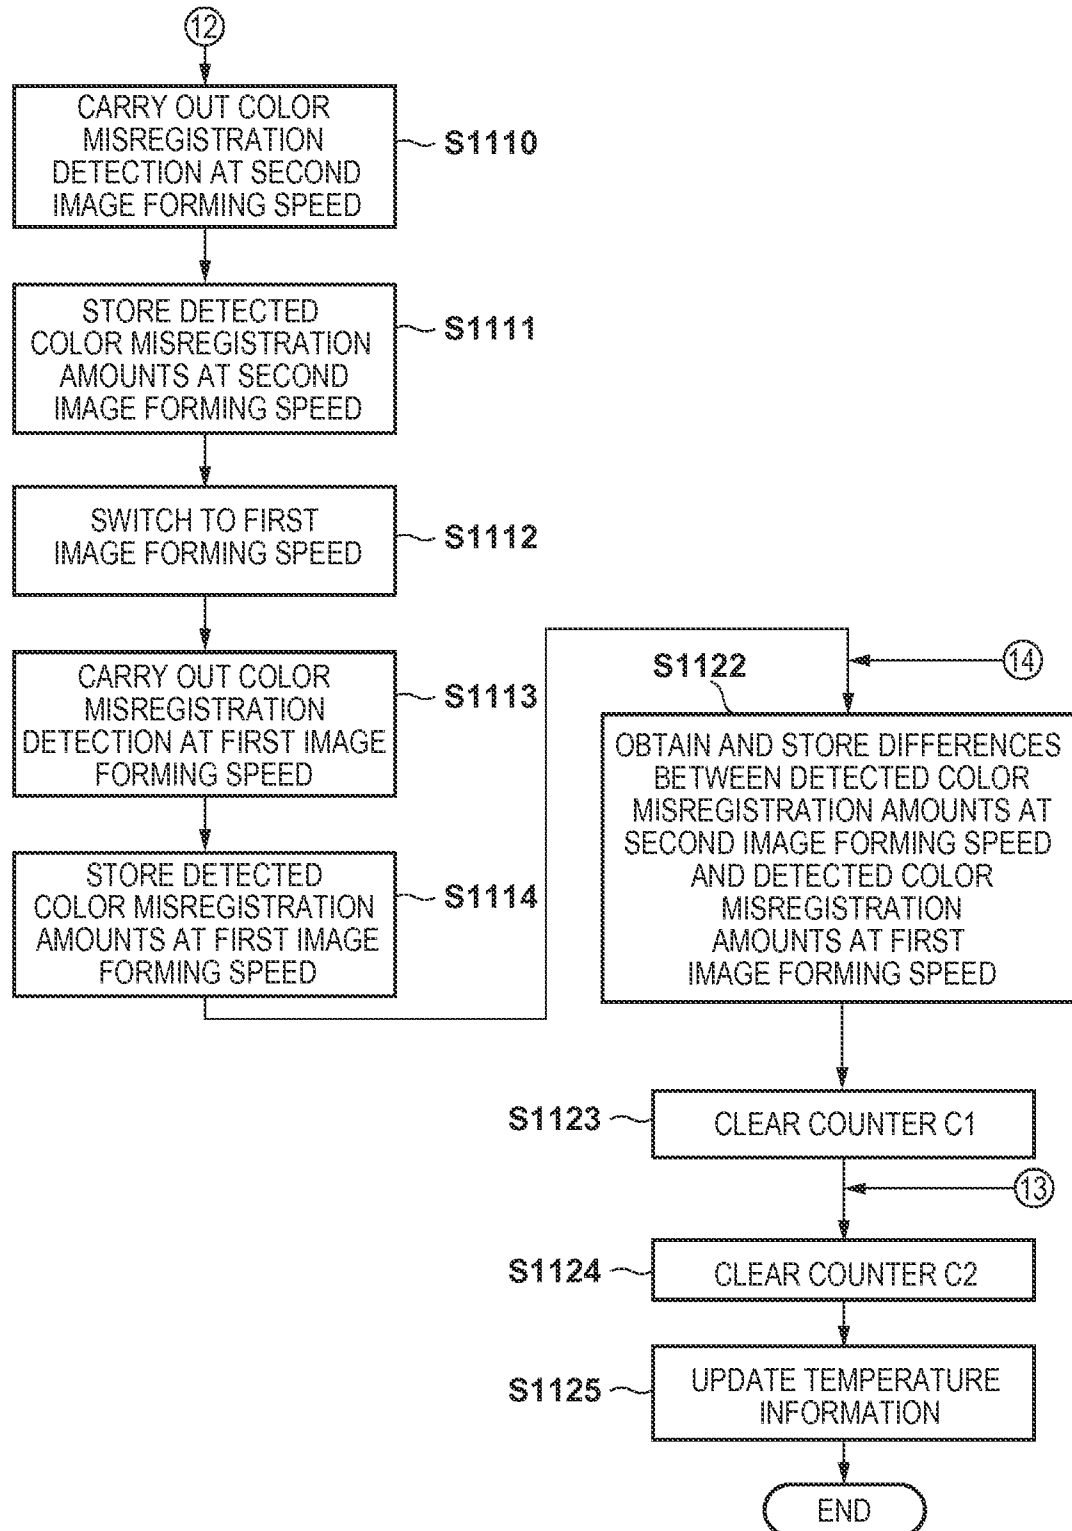 12
CARRY OUT COLOR
MISREGISTRATION
DETECTION AT SECOND
IMAGE FORMING SPEED
S1110
STORE DETECTED
COLOR MISREGISTRATION
AMOUNTS AT SECOND
IMAGE FORMING SPEED
S1111
SWITCH TO FIRST
IMAGE FORMING SPEED
S1112
CARRY OUT COLOR
MISREGISTRATION
DETECTION AT FIRST IMAGE
FORMING SPEED
S1113
STORE DETECTED
COLOR MISREGISTRATION
AMOUNTS AT FIRST IMAGE
FORMING SPEED
S1114
14
S1122
OBTAIN AND STORE DIFFERENCES
BETWEEN DETECTED COLOR
MISREGISTRATION AMOUNTS AT
SECOND IMAGE FORMING SPEED
AND DETECTED COLOR
MISREGISTRATION
AMOUNTS AT FIRST
IMAGE FORMING SPEED
S1123
CLEAR COUNTER C1
13
S1124
CLEAR COUNTER C2
S1125
UPDATE TEMPERATURE
INFORMATION
END